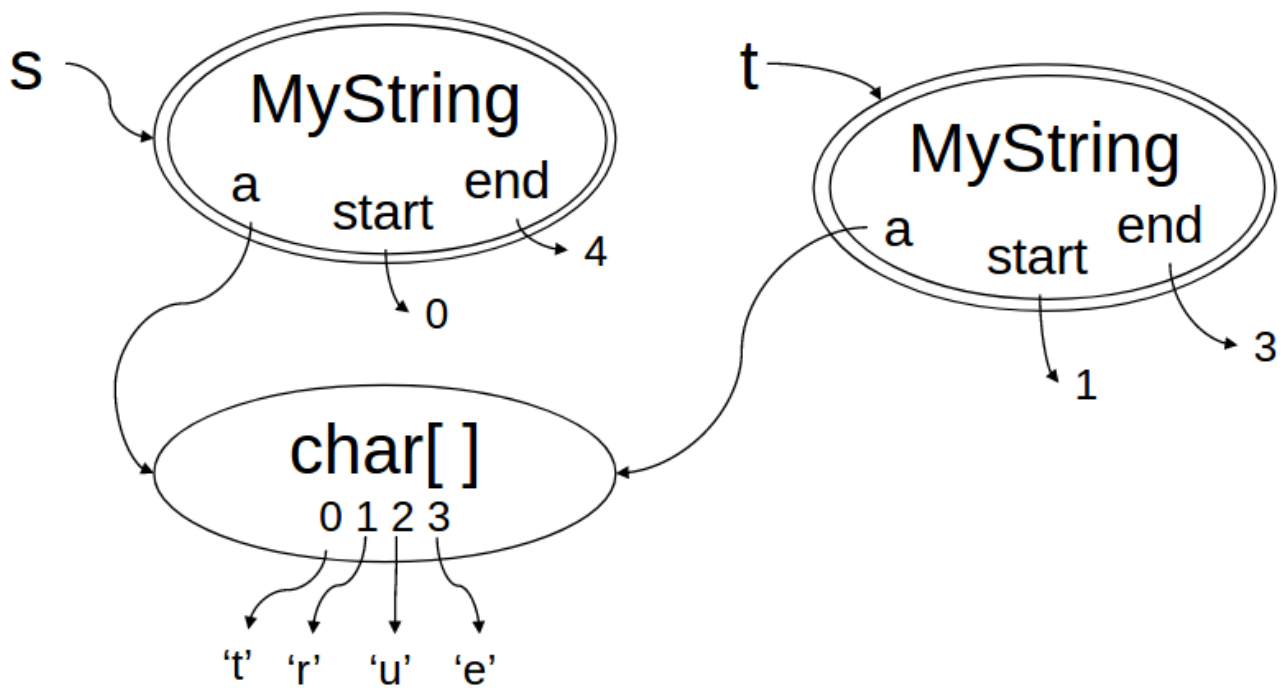 s
MyString
a start end
4
0
t
MyString
a start end
3
1
char[ ]
0 1 2 3
‘t’ ‘r’ ‘u’ ‘e’